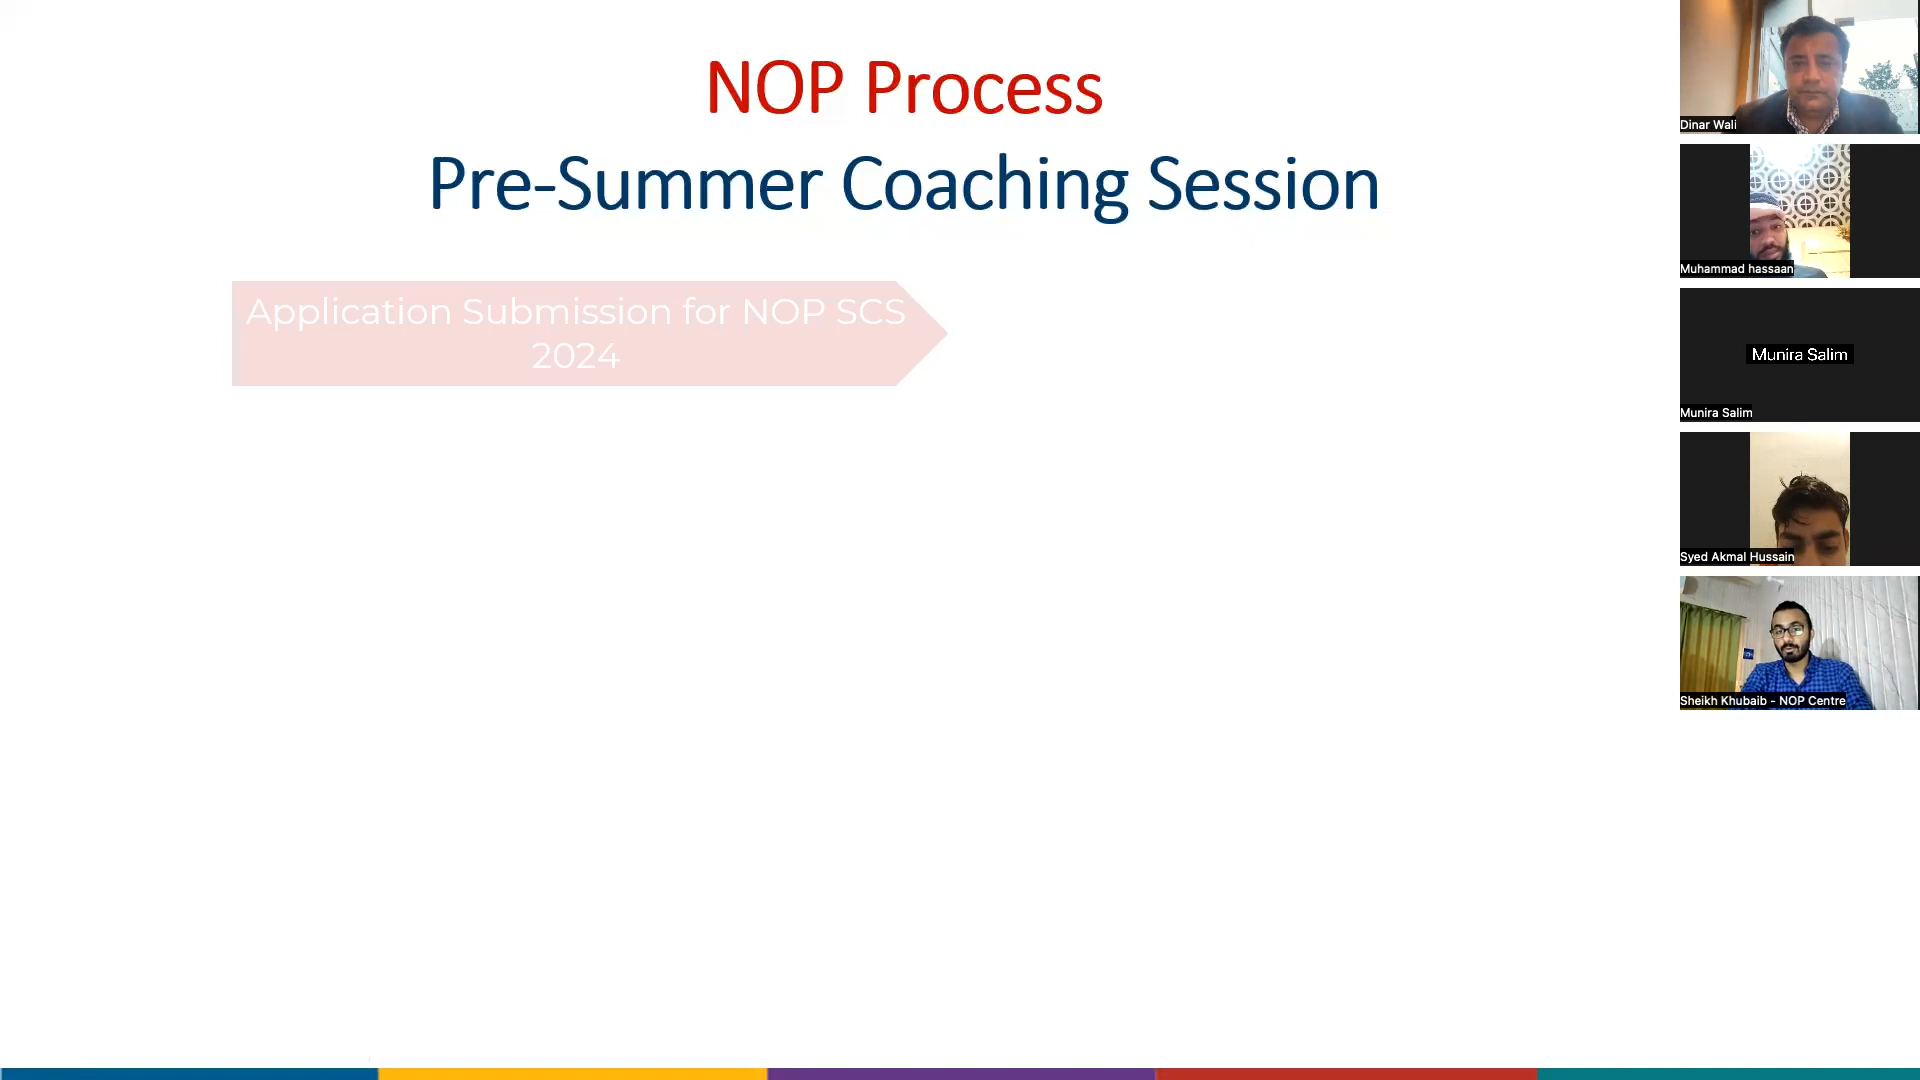 NOP Process
Pre-Summer Coaching Session
Application Submission for NOP SCS
2024
Dinar Wali
Muhammad hassaan
Munira Salim
Munira Salim
Syed Akmal Hussain
Sheikh Khubaib - NOP Centre